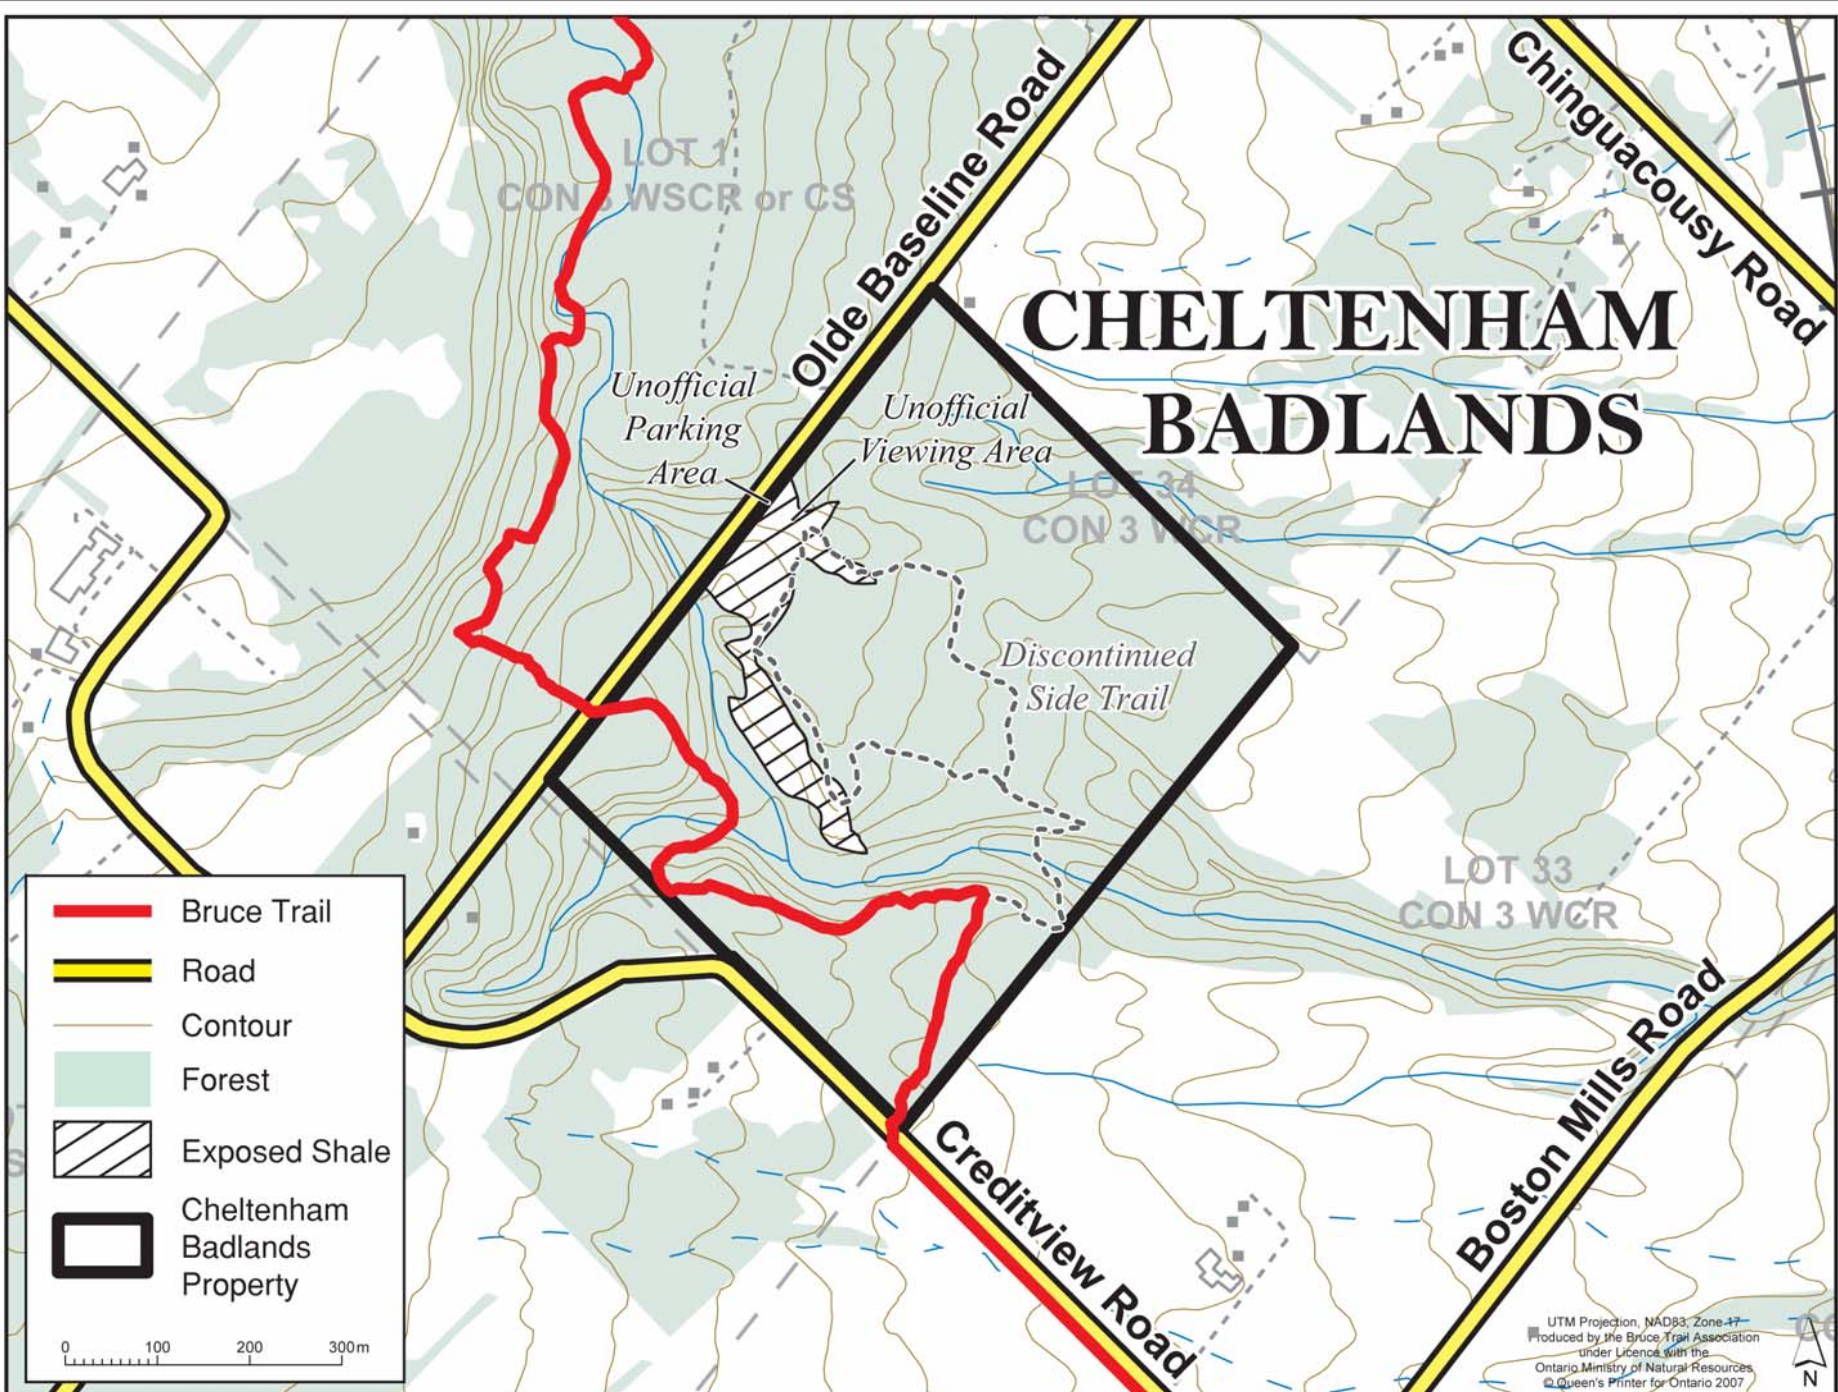 Chinguacousy Road
Olde Baseline Road
LOT 1
WSCR or CS
CHELTENHAM
BADLANDS
Unofficial
Parking
Area
Unofficial
Viewing Area
LOT 34
CON 3 WCR
Discontinued
Side Trail
LOT 33
CON 3 WCR
Boston Mills Road
Creditview Road
Bruce Trail
Road
Contour
Forest
Exposed Shale
Cheltenham
Badlands
Property
0 100 200 300m
UTM Projection, NAD83, Zone 17
Produced by the Bruce Trail Association
under Licence with the
Ontario Ministry of Natural Resources
© Queen's Printer for Ontario 2007
N